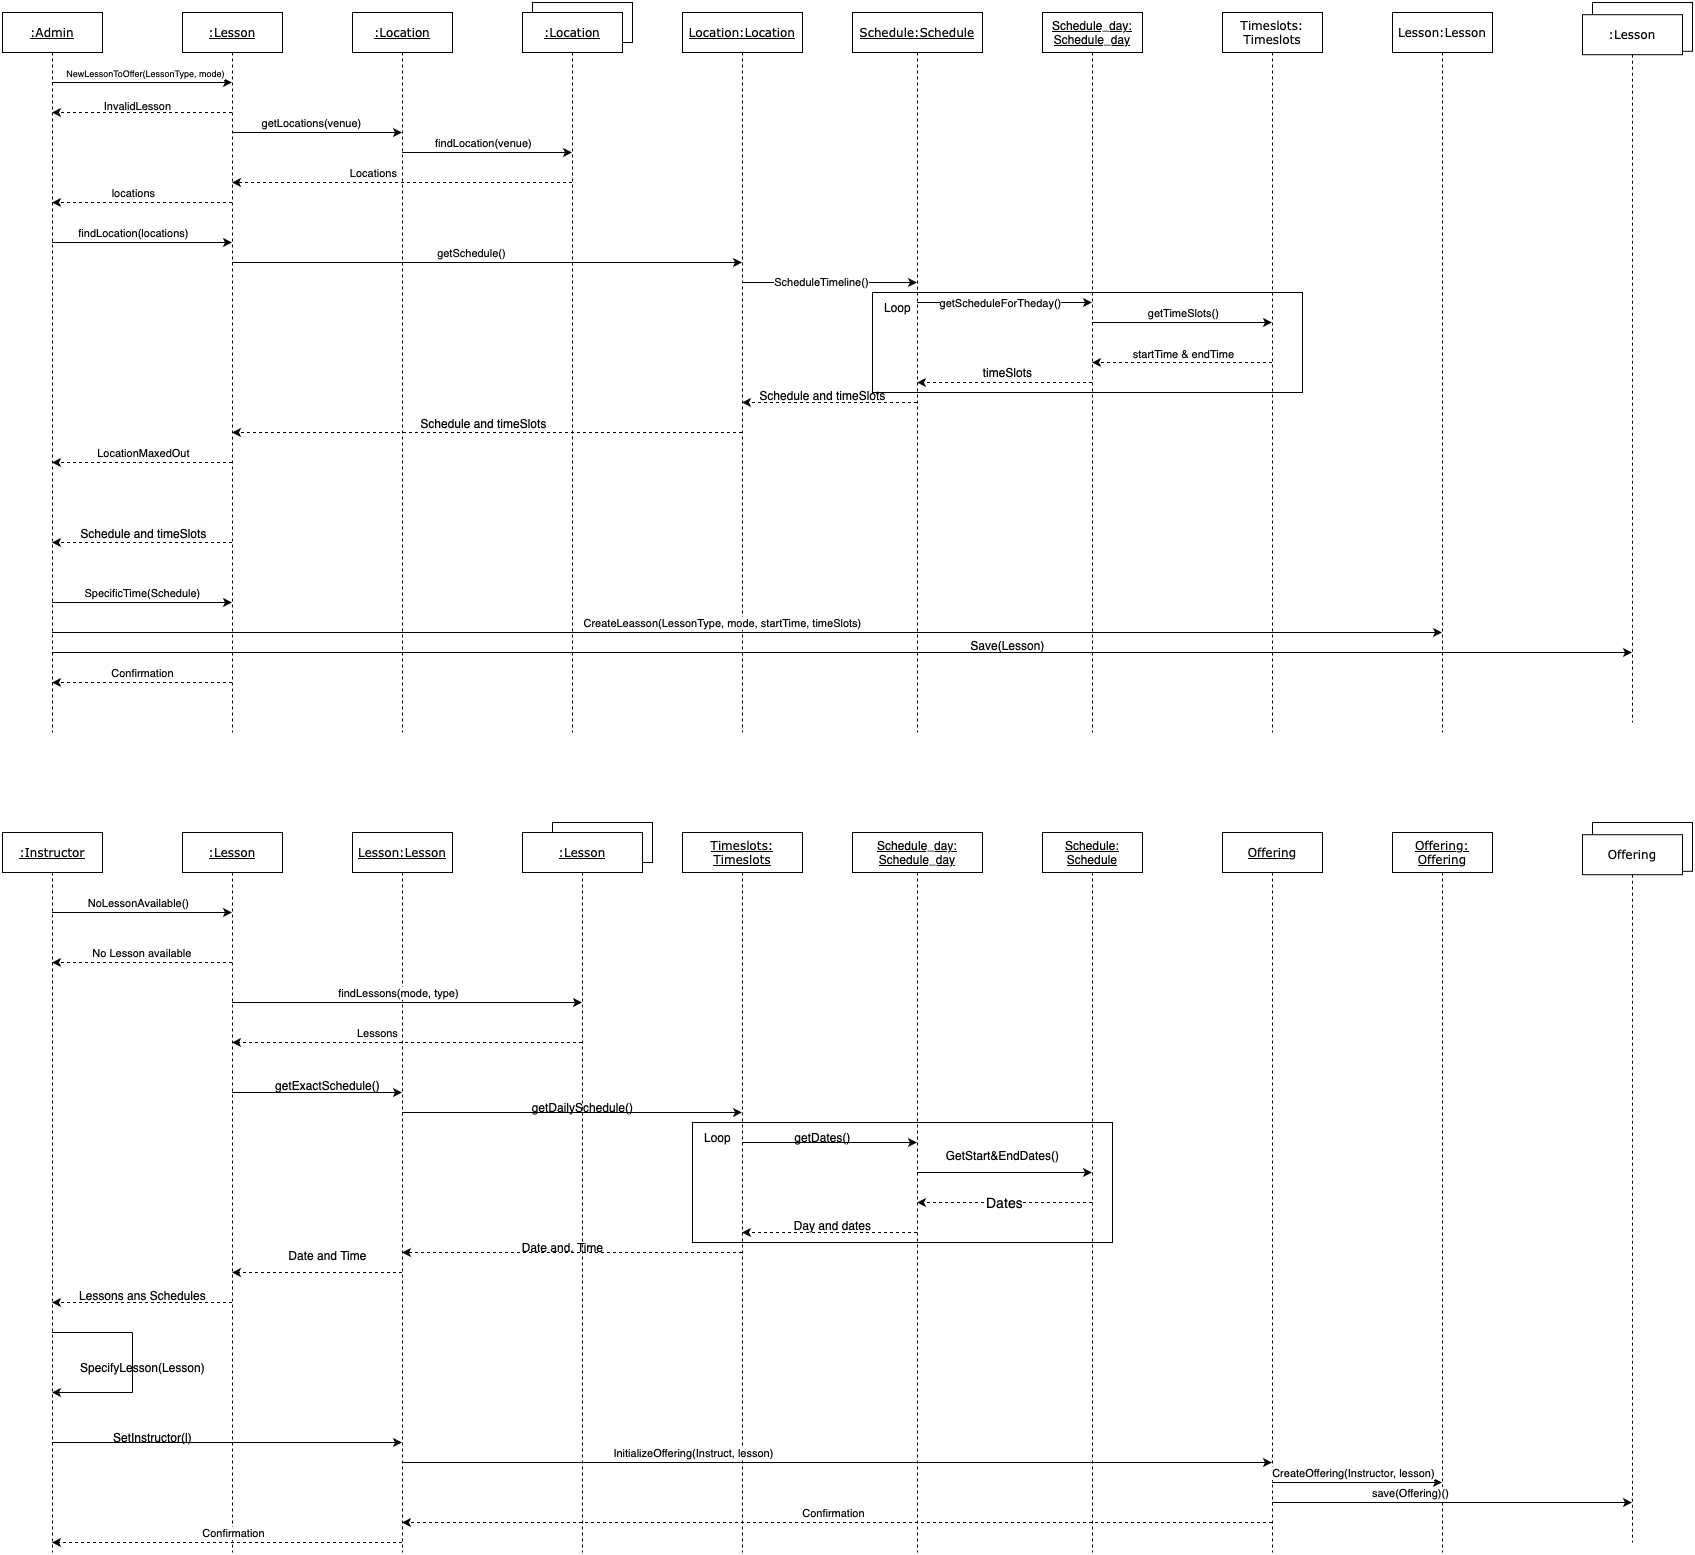 :Admin
:Lesson
:Location
:Location
Location:Location
Schedule:Schedule
Schedule_day:
Schedule_day
Timeslots:
Timeslots
Lesson:Lesson
:Lesson
NewLessonToOffer(LessonType, mode)
InvalidLesson
getLocations(venue)
findLocation(venue)
Locations
locations
findLocation(locations)
getSchedule()
ScheduleTimeline()
Loop
getScheduleForTheday()
getTimeSlots()
startTime & endTime
timeSlots
Schedule and timeSlots
Schedule and timeSlots
LocationMaxedOut
Schedule and timeSlots
SpecificTime(Schedule)
CreateLeasson(LessonType, mode, startTime, timeSlots)
Save(Lesson)
Confirmation
:Instructor
:Lesson
Lesson:Lesson
:Lesson
Timeslots:
Timeslots
Schedule_day:
Schedule_day
Schedule:
Schedule
Offering
Offering:
Offering
Offering
NoLessonAvailable()
No Lesson available
findLessons(mode, type)
Lessons
getExactSchedule()
getDailySchedule()
Loop
getDates()
GetStart&EndDates()
Dates
Day and dates
Date and, Time
Date and Time
Lessons ans Schedules
SpecifyLesson(Lesson)
SetInstructor(I)
InitializeOffering(Instruct, lesson)
CreateOffering(Instructor, lesson)
save(Offering)()
Confirmation
Confirmation